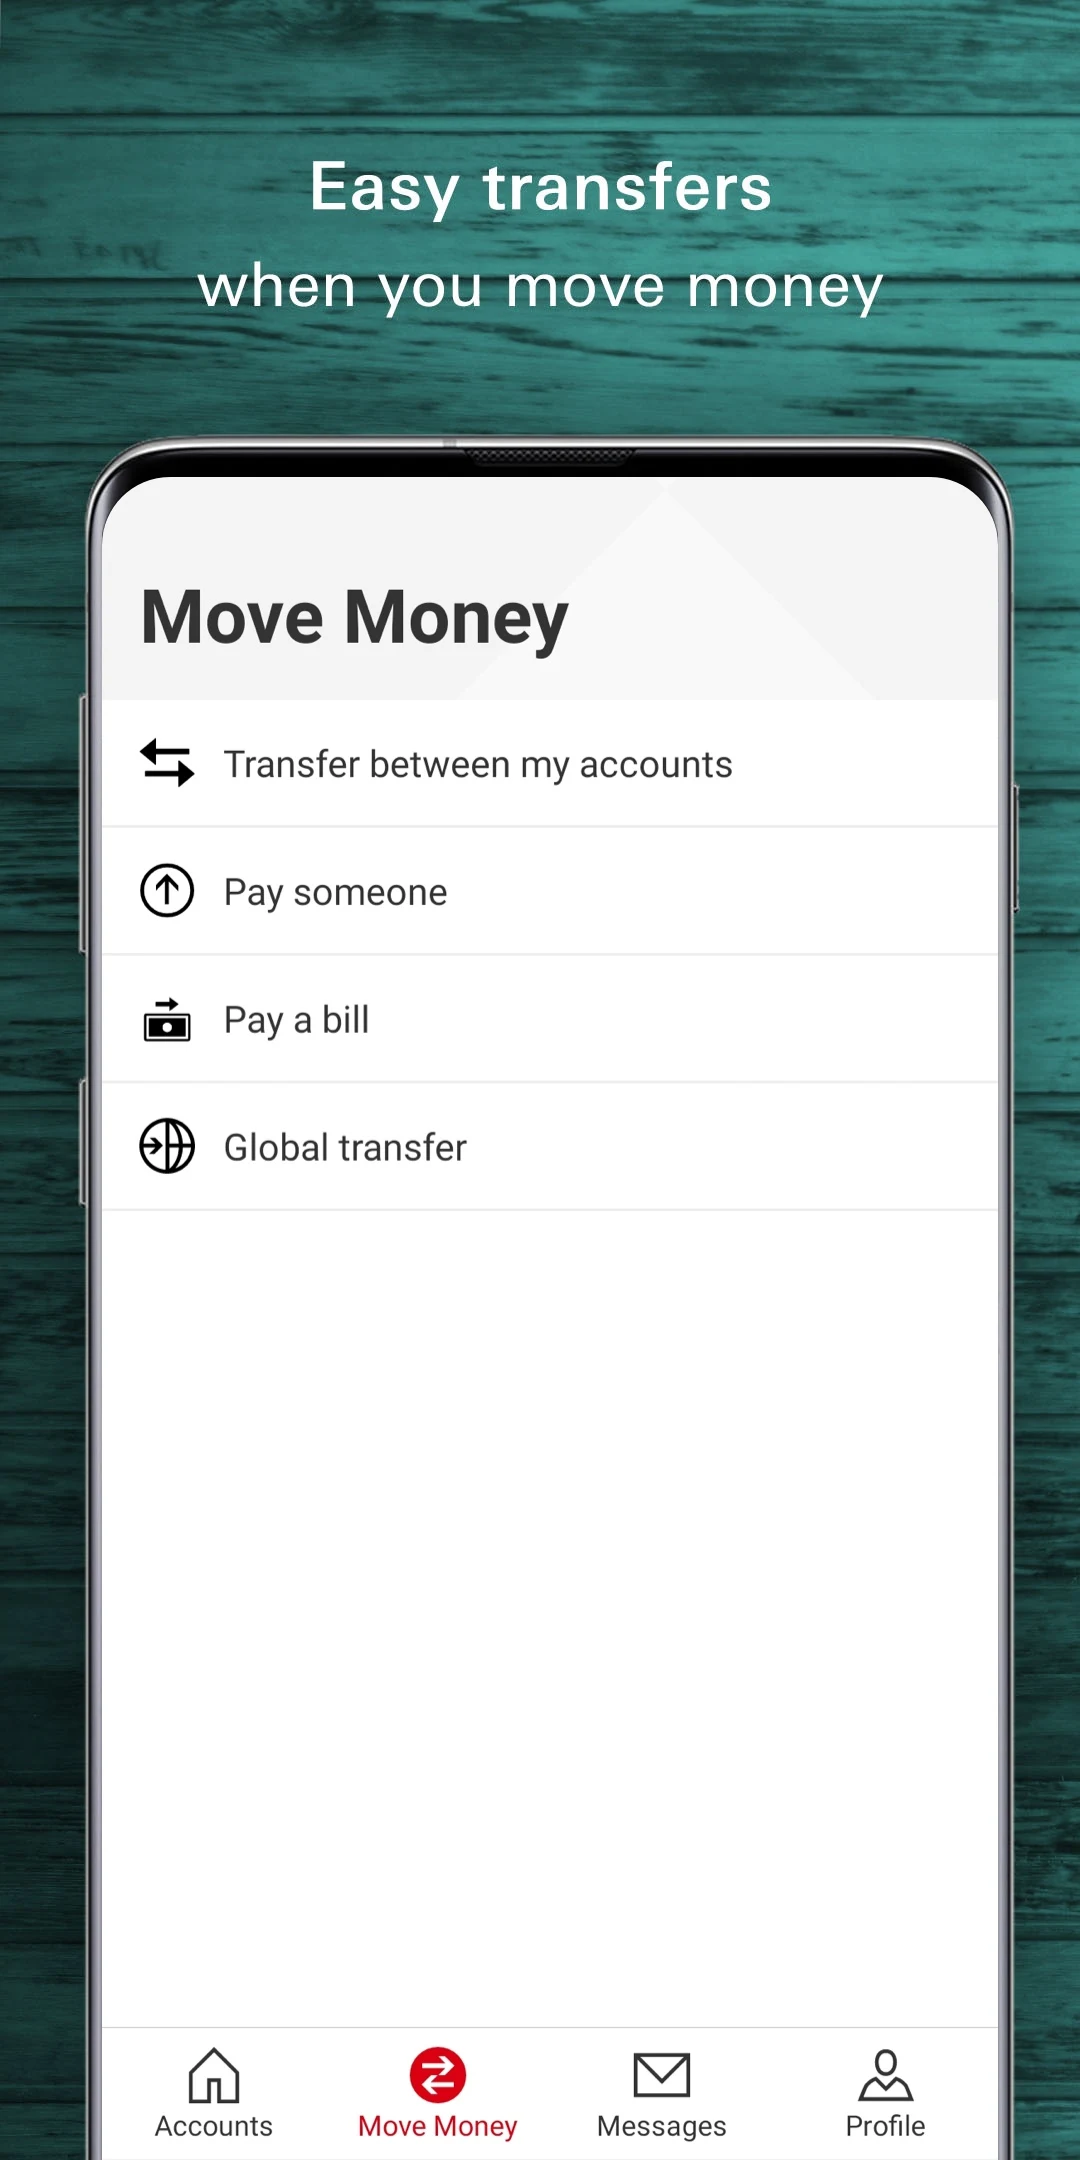 Easy transfers
when you move money
Move Money
Transfer between my accounts
Pay someone
Pay a bill
Global transfer
Accounts
Move Money
Messages
Profile